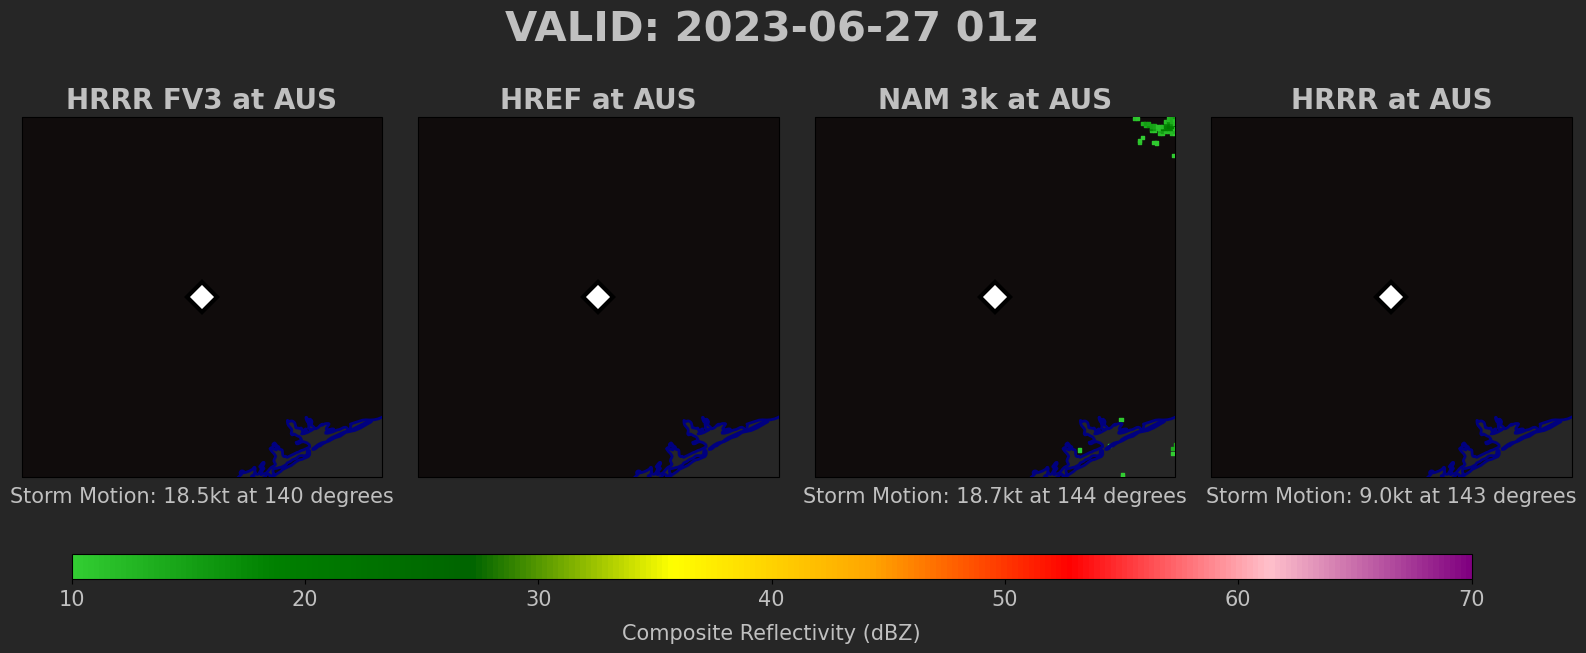 VALID: 2023-06-27 01z
HRRR FV3 at AUS
HREF at AUS
NAM 3k at AUS
HRRR at AUS
Storm Motion: 18.5kt at 140 degrees
Storm Motion: 18.7kt at 144 degrees
Storm Motion: 9.0kt at 143 degrees
10 20 30 40 50 60 70
Composite Reflectivity (dBZ)